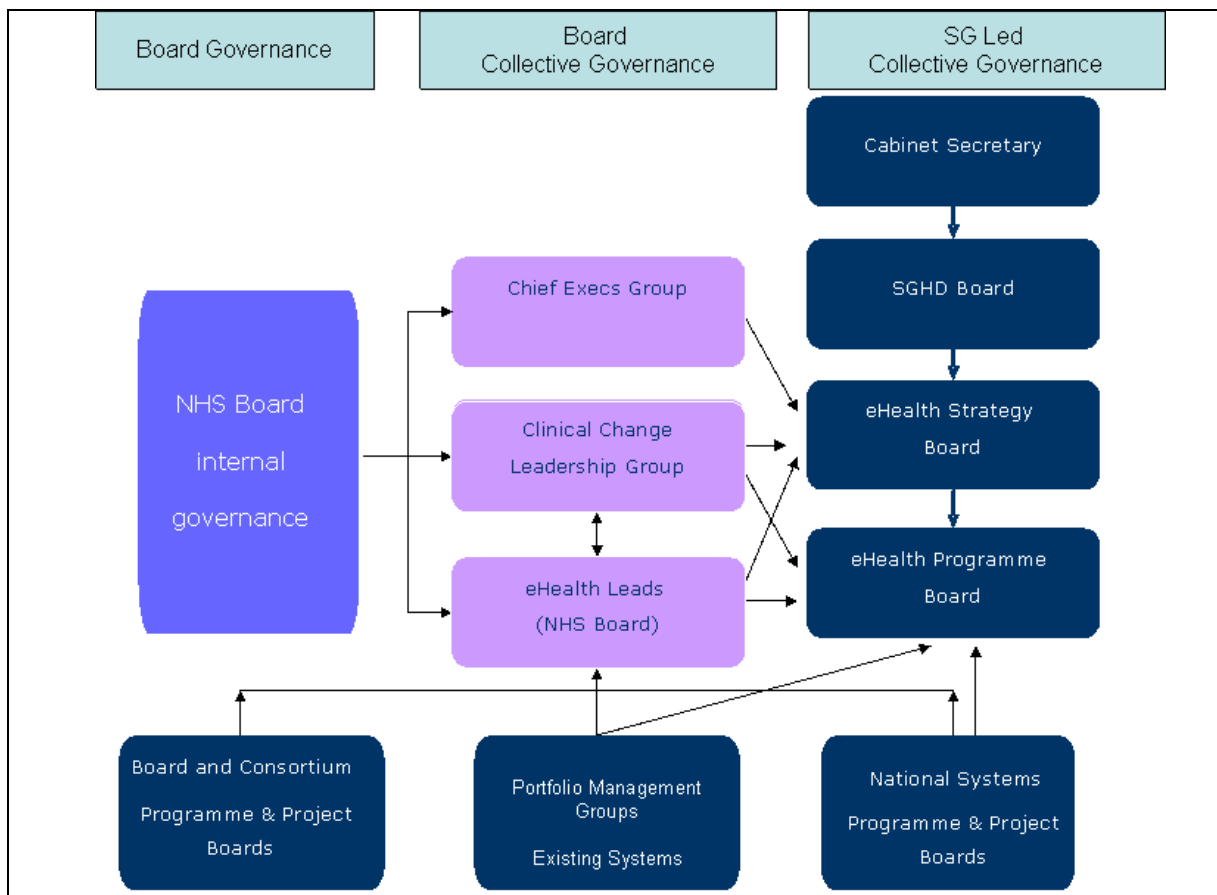 Board Governance
Board
Collective Governance
SG Led
Collective Governance
Cabinet Secretary
SGHD Board
Chief Execs Group
NHS Board
internal
governance
Clinical Change
Leadership Group
eHealth Strategy
Board
eHealth Leads
(NHS Board)
eHealth Programme
Board
Board and Consortium
Programme & Project
Boards
Portfolio Management
Groups
Existing Systems
National Systems
Programme & Project
Boards